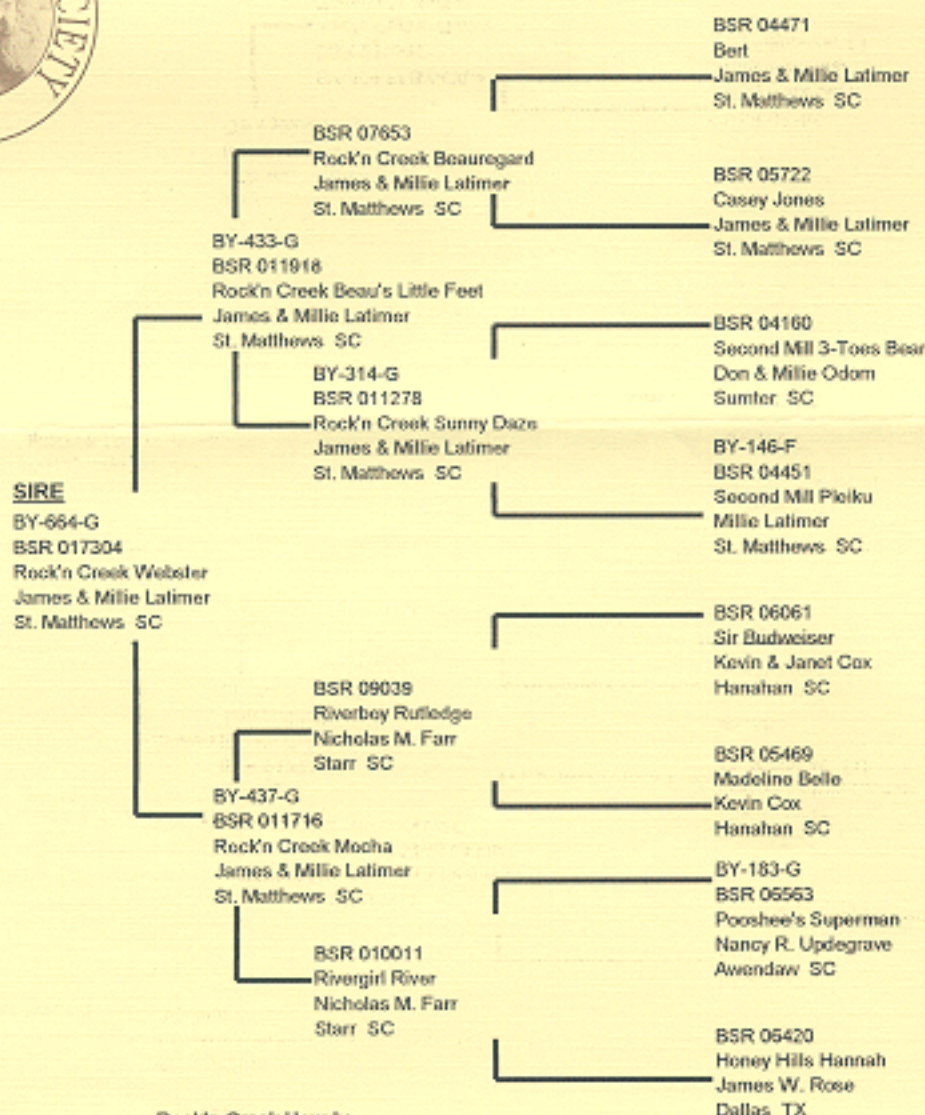 CIETY
BSR 04471
Bert
James & Millie Latimer
St. Matthews SC
BSR 07653
Rock'n Creek Beauregard
James & Millie Latimer
St. Matthews SC
BSR 05722
Casey Jones
James & Millie Latimer
St. Matthews SC
BY-433-G
BSR 011918
Rock'n Creek Beau's Little Feet
James & Millie Latimer
St. Matthews SC
BSR 04160
Second Mill 3-Toes Bear
Don & Millie Odom
Sumter SC
BY-314-G
BSR 011278
Rock'n Creek Sunny Daze
James & Millie Latimer
St. Matthews SC
BY-146-F
BSR 04451
Second Mill Pleiku
Millie Latimer
St. Matthews SC
SIRE
BY-664-G
BSR 017304
Rock'n Creek Webster
James & Millie Latimer
St. Matthews SC
BSR 06061
Sir Budweiser
Kevin & Janet Cox
Hanahan SC
BSR 09039
Riverboy Rutledge
Nicholas M. Farr
Starr SC
BSR 05469
Madeline Belle
Kevin Cox
Hanahan SC
BY-437-G
BSR 011716
Rock'n Creek Mocha
James & Millie Latimer
St. Matthews SC
BY-183-G
BSR 06563
Pooshee's Superman
Nancy R. Updegrave
Awendaw SC
BSR 010011
Rivergirl River
Nicholas M. Farr
Starr SC
BSR 06420
Honey Hills Hannah
James W. Rose
Dallas TX